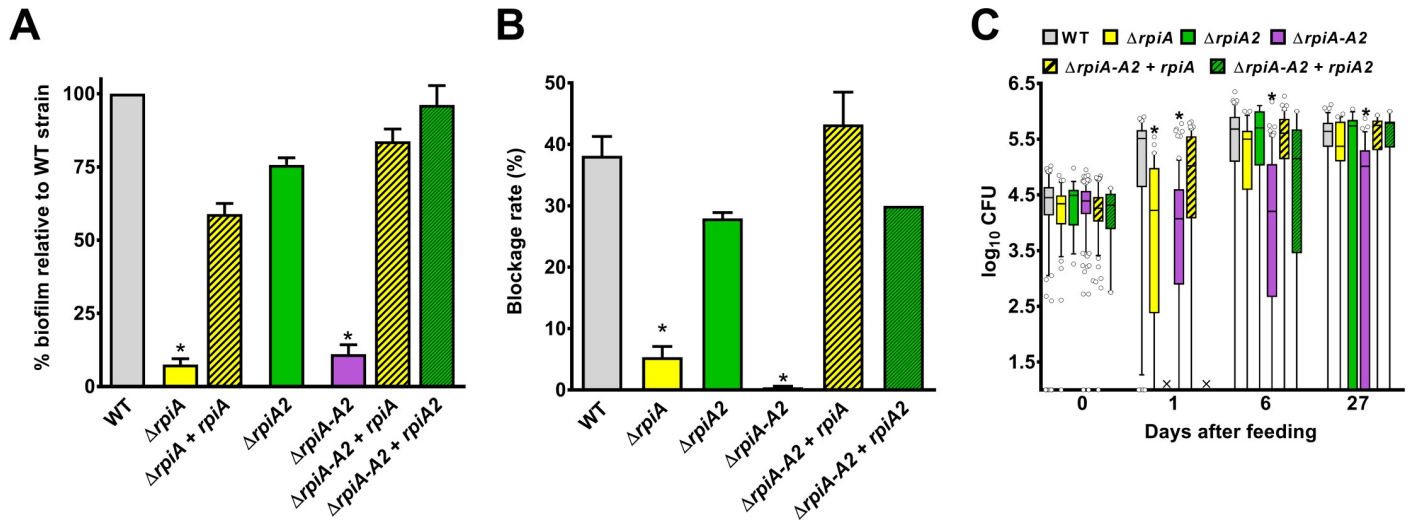 A
% biofilm relative to WT strain
100
75
50
25
0
WT
ΔrpiA
ΔrpiA + rpiA
ΔrpiA2
ΔrpiA-A2
ΔrpiA-A2 + rpiA
ΔrpiA-A2 + rpiA2
*
*
B
Blockage rate (%)
50
40
30
20
10
0
WT
ΔrpiA
ΔrpiA2
ΔrpiA-A2
ΔrpiA-A2 + rpiA
ΔrpiA-A2 + rpiA2
*
*
C
WT ΔrpiA ΔrpiA2 ΔrpiA-A2
ΔrpiA-A2 + rpiA ΔrpiA-A2 + rpiA2
log10 CFU
6.5
5.5
4.5
3.5
2.5
1.5
* * * *
× ×
0 1 6 27
Days after feeding